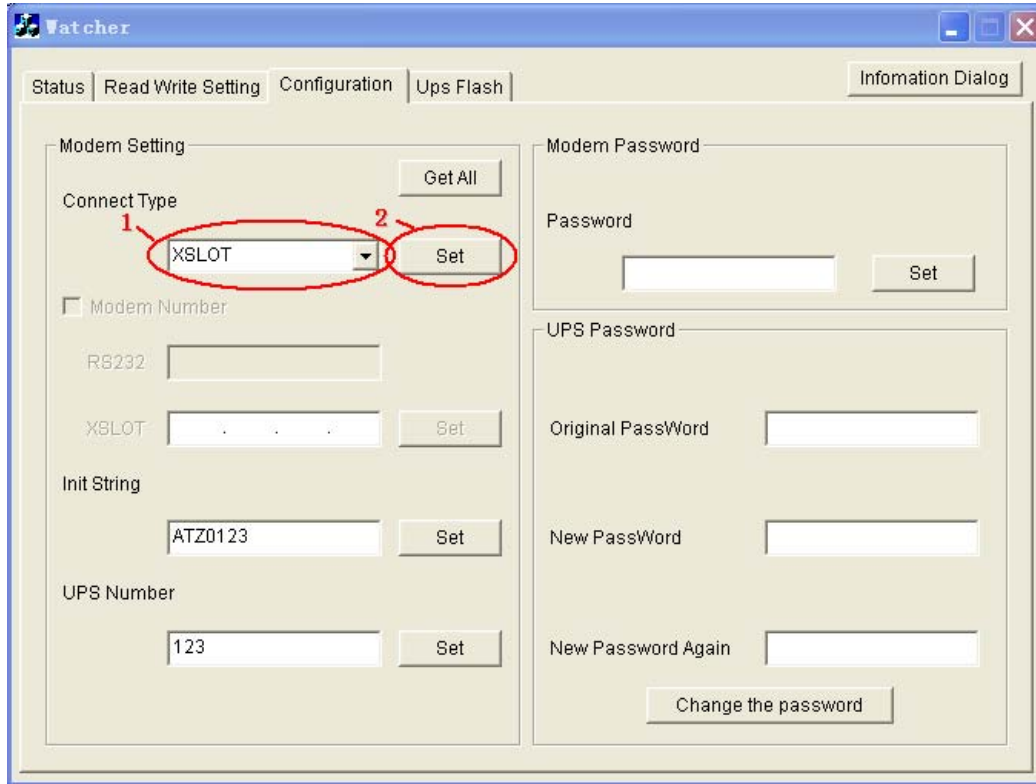 Watcher
Status Read Write Setting Configuration Ups Flash Infomation Dialog
Modem Setting
Get All
Connect Type
1 2
XSLOT Set
Modem Number
RS232
XSLOT . . . Set
Init String
ATZ0123 Set
UPS Number
123 Set
Modem Password
Password
Set
UPS Password
Original PassWord
New PassWord
New Password Again
Change the password